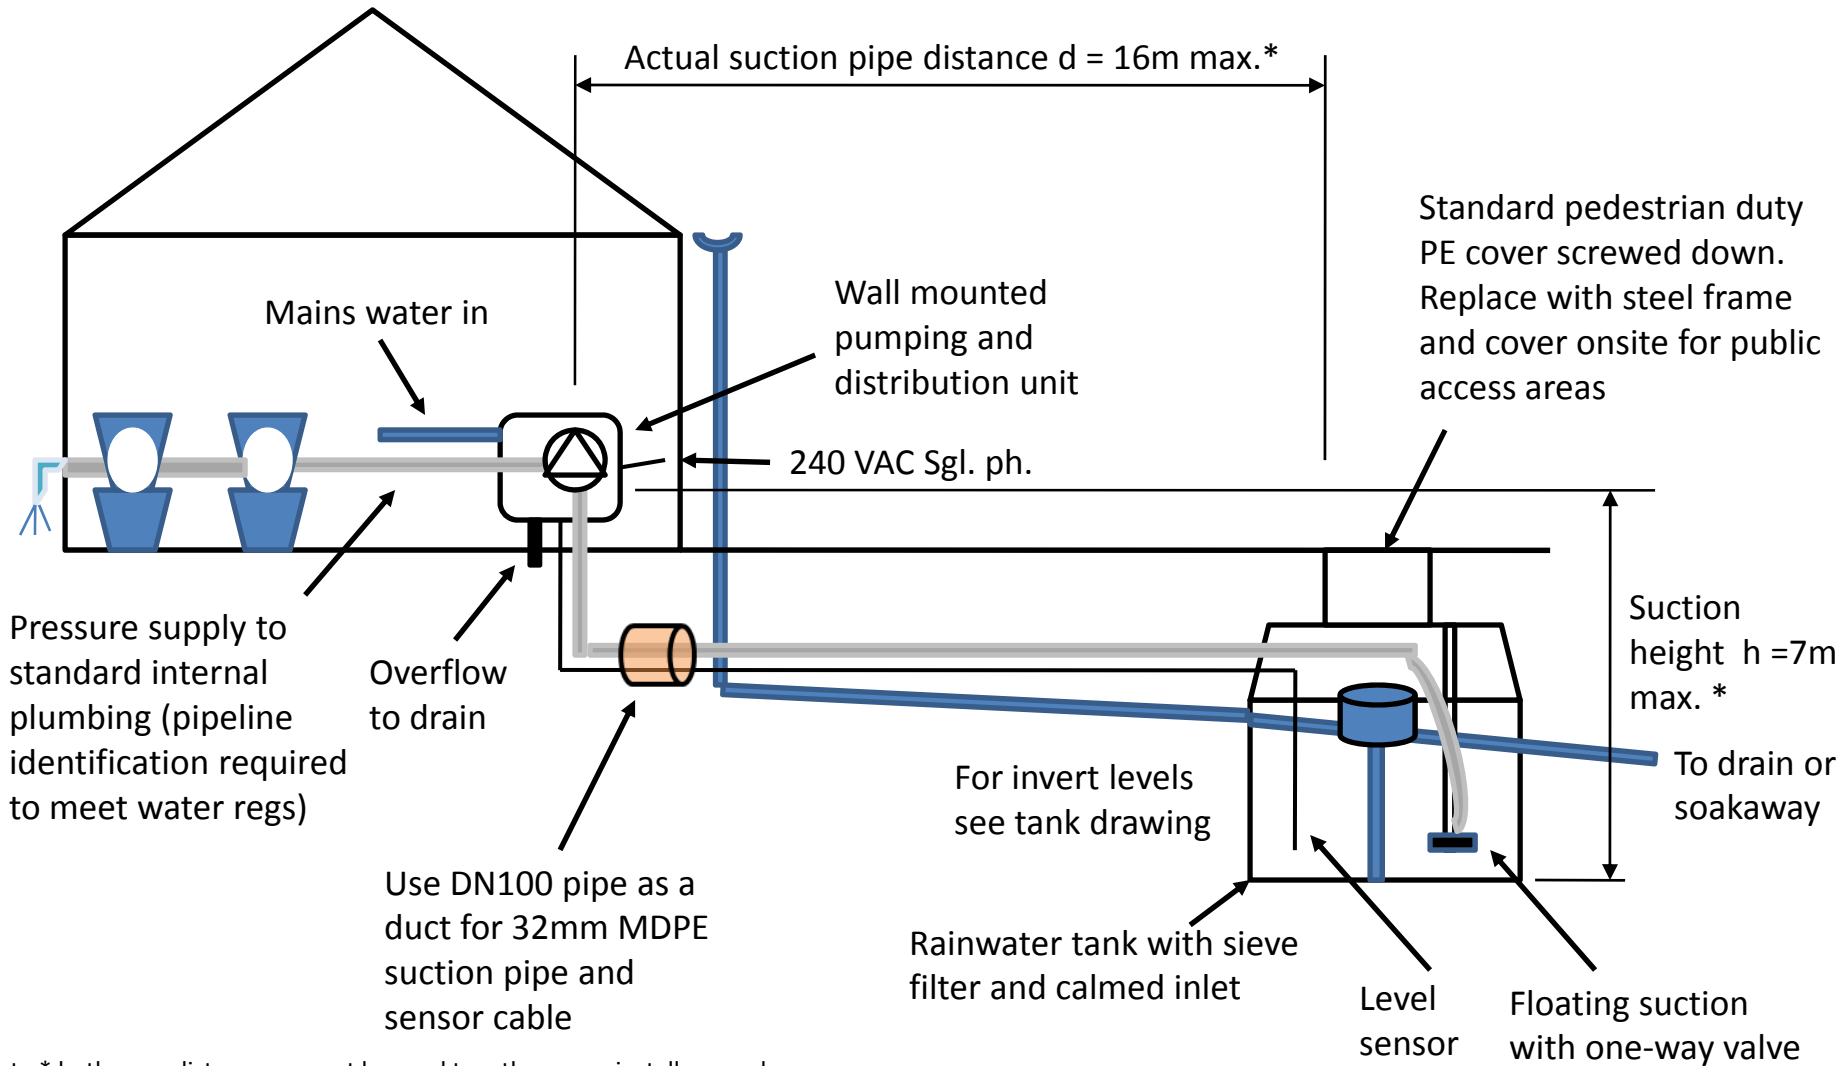 Actual suction pipe distance d = 16m max.*
Standard pedestrian duty
PE cover screwed down.
Replace with steel frame
and cover onsite for public
access areas
Mains water in
Wall mounted
pumping and
distribution unit
240 VAC Sgl. ph.
Pressure supply to
standard internal
plumbing (pipeline
identification required
to meet water regs)
Overflow
to drain
Suction
height h =7m
max. *
To drain or
soakaway
For invert levels
see tank drawing
Use DN100 pipe as a
duct for 32mm MDPE
suction pipe and
sensor cable
Rainwater tank with sieve
filter and calmed inlet
Level
sensor
Floating suction
with one-way valve